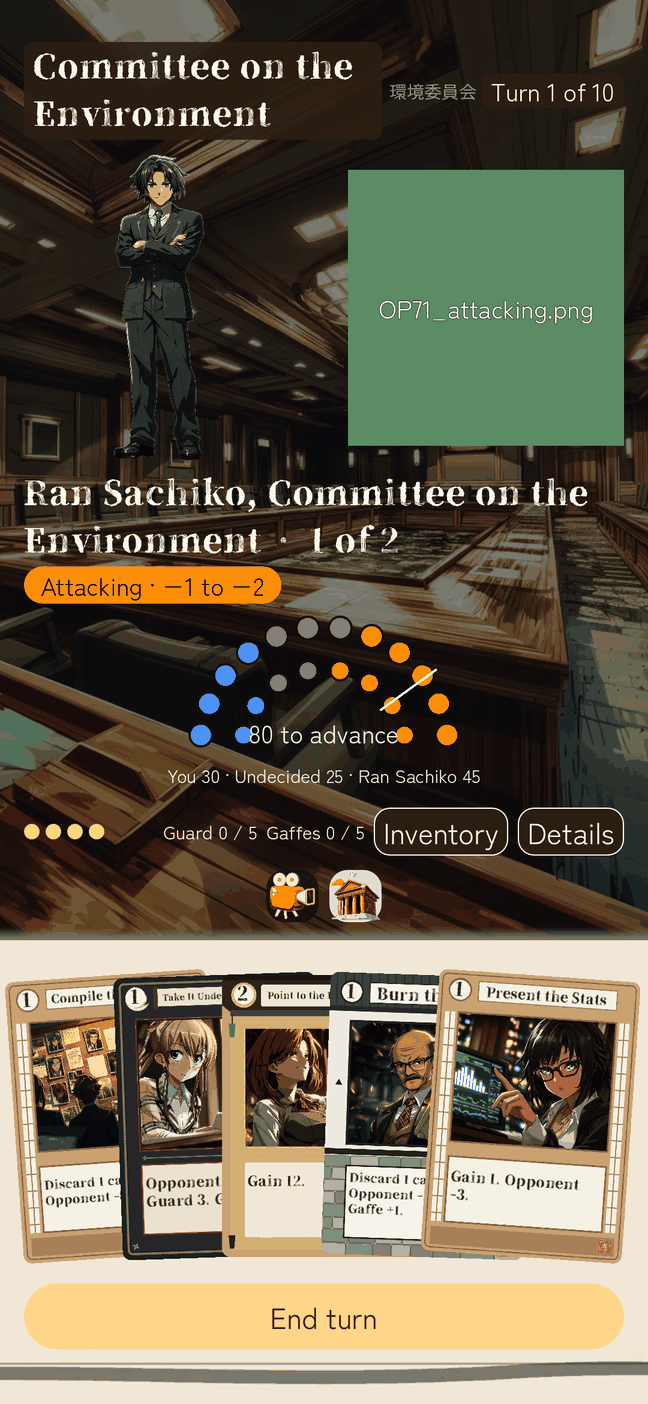 Committee on the
Environment
環境委員会
Turn 1 of 10
OP71_attacking.png
Ran Sachiko, Committee on the
Environment · 1 of 2
Attacking · −1 to −2
80 to advance
You 30 · Undecided 25 · Ran Sachiko 45
Guard 0 / 5 Gaffes 0 / 5
Inventory
Details
1 Compile t
Discard 1 ca
Opponent -
1 Take It Unde
Opponent
Guard 3. G
2 Point to the
Gain 12.
1 Burn t
Discard 1 ca
Opponent -
Gaffe +1.
1 Present the Stats
Gain 1. Opponent
-3.
End turn